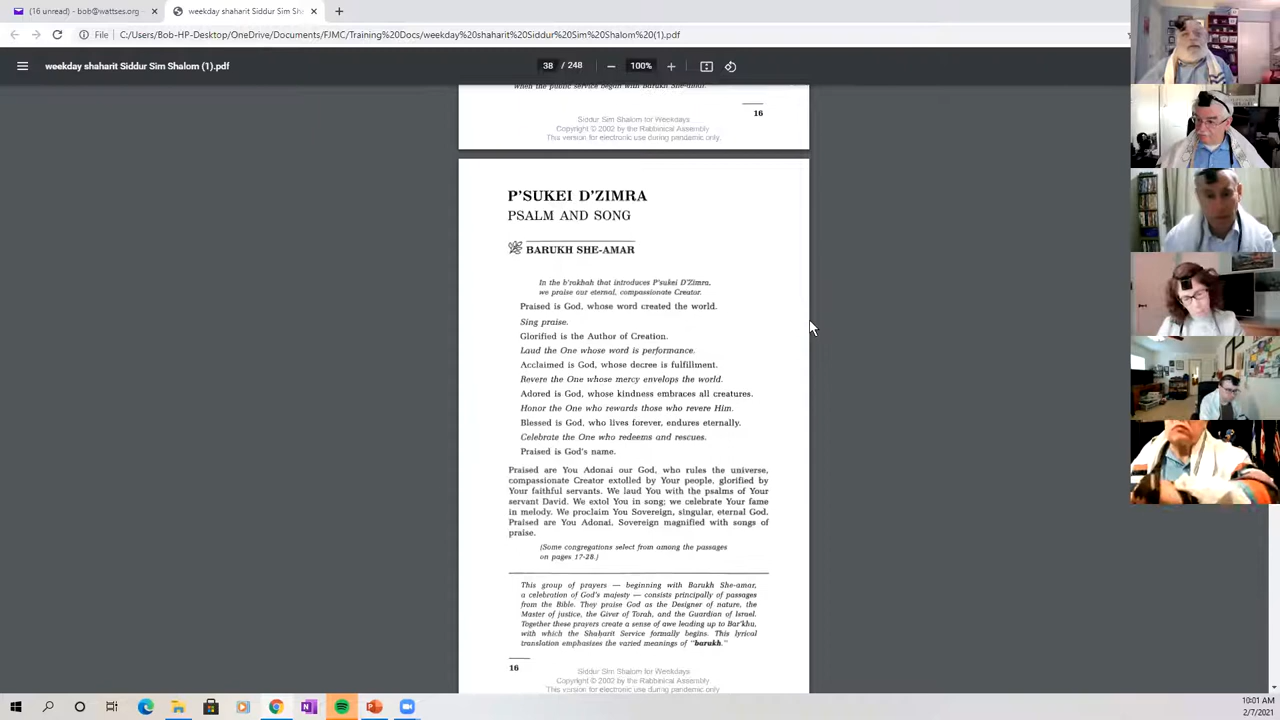 (16 unread) - bob@wattses.org
weekday shaharit Siddur Sim Sh
File
C:/Users/Bob-HP-Desktop/OneDrive/Documents/FJMC/Training%20Docs/weekday%20shaharit%20Siddur%20Sim%20Shalom%20(1).pdf
weekday shaharit Siddur Sim Shalom (1).pdf
38 / 248
100%
when the public service begin with Barukh She-amar.
16
Siddur Sim Shalom for Weekdays
Copyright © 2002 by the Rabbinical Assembly
This version for electronic use during pandemic only.
P'SUKEI D'ZIMRA
PSALM AND SONG
BARUKH SHE-AMAR
In the b'rakhah that introduces P'sukei D'Zimra,
we praise our eternal, compassionate Creator.
Praised is God, whose word created the world.
Sing praise.
Glorified is the Author of Creation.
Laud the One whose word is performance.
Acclaimed is God, whose decree is fulfillment.
Revere the One whose mercy envelops the world.
Adored is God, whose kindness embraces all creatures.
Honor the One who rewards those who revere Him.
Blessed is God, who lives forever, endures eternally.
Celebrate the One who redeems and rescues.
Praised is God's name.
Praised are You Adonai our God, who rules the universe,
compassionate Creator extolled by Your people, glorified by
Your faithful servants. We laud You with the psalms of Your
servant David. We extol You in song; we celebrate Your fame
in melody. We proclaim You Sovereign, singular, eternal God.
Praised are You Adonai, Sovereign magnified with songs of
praise.
(Some congregations select from among the passages
on pages 17-28.)
This group of prayers — beginning with Barukh She-amar,
a celebration of God's majesty — consists principally of passages
from the Bible. They praise God as the Designer of nature, the
Master of justice, the Giver of Torah, and the Guardian of Israel.
Together these prayers create a sense of awe leading up to Bar'khu,
with which the Shaḥarit Service formally begins. This lyrical
translation emphasizes the varied meanings of "barukh."
16
Siddur Sim Shalom for Weekdays
Copyright © 2002 by the Rabbinical Assembly
This version for electronic use during pandemic only
10:01 AM
2/7/2021